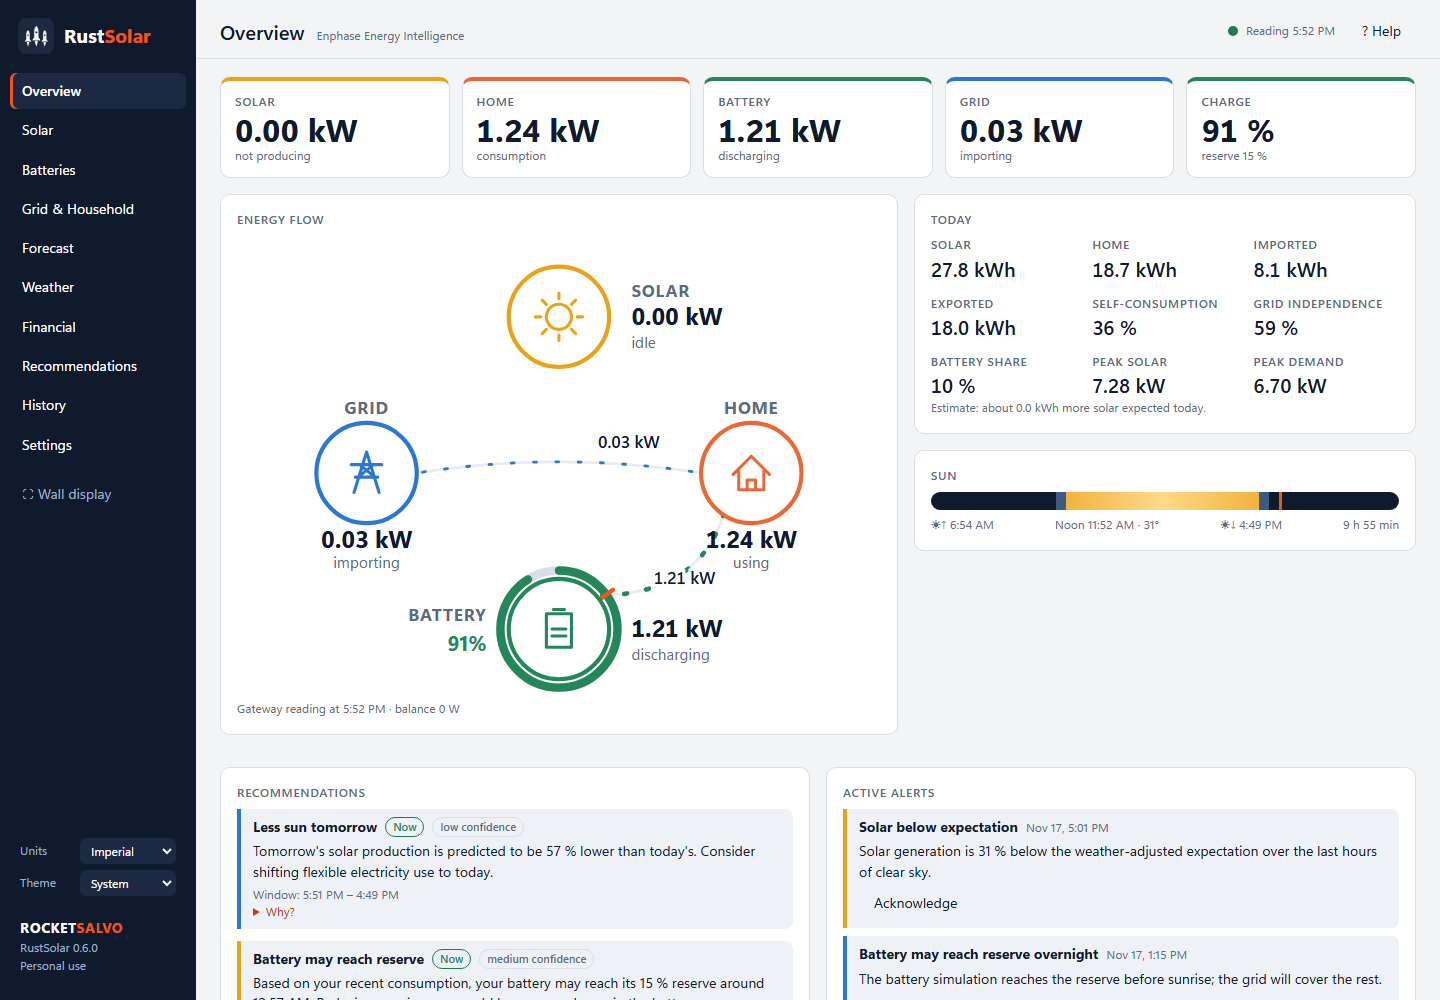 RustSolar
Overview
Solar
Batteries
Grid & Household
Forecast
Weather
Financial
Recommendations
History
Settings
Wall display
Units Imperial
Theme System
ROCKETSALVO
RustSolar 0.6.0
Personal use
Overview Enphase Energy Intelligence
Reading 5:52 PM ? Help
SOLAR
0.00 kW
not producing
HOME
1.24 kW
consumption
BATTERY
1.21 kW
discharging
GRID
0.03 kW
importing
CHARGE
91 %
reserve 15 %
ENERGY FLOW
SOLAR
0.00 kW
idle
GRID
0.03 kW
importing
0.03 kW
HOME
1.24 kW
using
1.21 kW
BATTERY
91%
1.21 kW
discharging
Gateway reading at 5:52 PM · balance 0 W
TODAY
SOLAR HOME IMPORTED
27.8 kWh 18.7 kWh 8.1 kWh
EXPORTED SELF-CONSUMPTION GRID INDEPENDENCE
18.0 kWh 36 % 59 %
BATTERY SHARE PEAK SOLAR PEAK DEMAND
10 % 7.28 kW 6.70 kW
Estimate: about 0.0 kWh more solar expected today.
SUN
☀↑ 6:54 AM Noon 11:52 AM · 31° ☀↓ 4:49 PM 9 h 55 min
RECOMMENDATIONS
Less sun tomorrow Now low confidence
Tomorrow's solar production is predicted to be 57 % lower than today's. Consider
shifting flexible electricity use to today.
Window: 5:51 PM – 4:49 PM
Why?
Battery may reach reserve Now medium confidence
Based on your recent consumption, your battery may reach its 15 % reserve around
ACTIVE ALERTS
Solar below expectation Nov 17, 5:01 PM
Solar generation is 31 % below the weather-adjusted expectation over the last hours
of clear sky.
Acknowledge
Battery may reach reserve overnight Nov 17, 1:15 PM
The battery simulation reaches the reserve before sunrise; the grid will cover the rest.